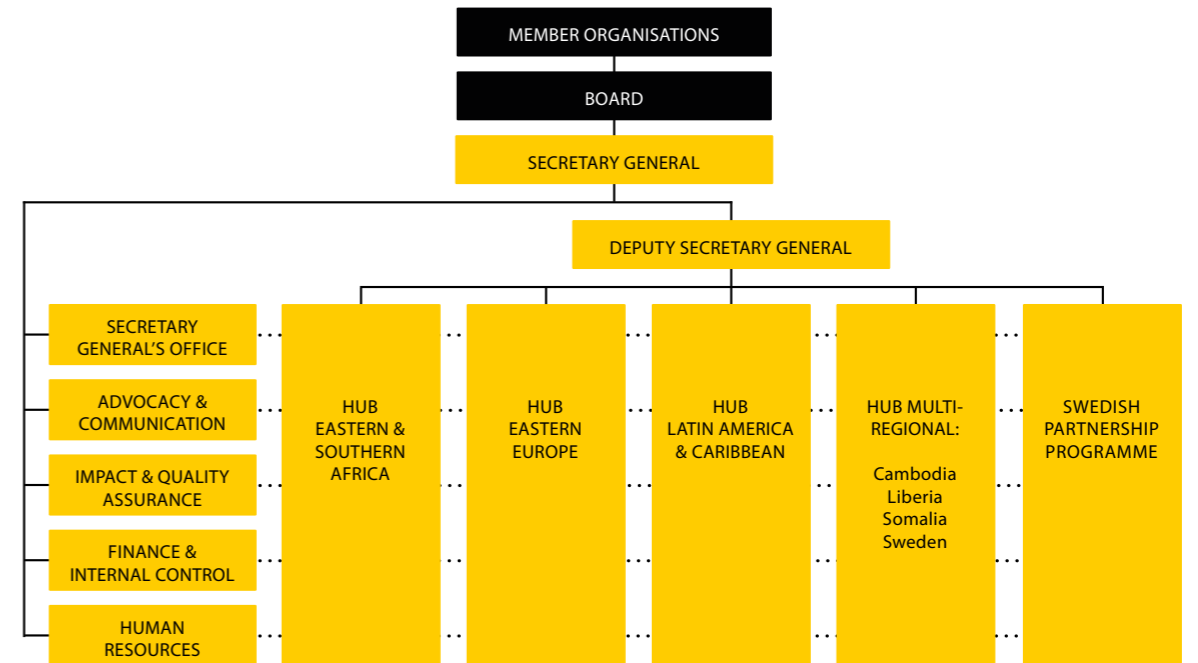 MEMBER ORGANISATIONS
BOARD
SECRETARY GENERAL
DEPUTY SECRETARY GENERAL
SECRETARY
GENERAL’S OFFICE
ADVOCACY &
COMMUNICATION
IMPACT & QUALITY
ASSURANCE
FINANCE &
INTERNAL CONTROL
HUMAN
RESOURCES
HUB
EASTERN &
SOUTHERN
AFRICA
HUB
EASTERN
EUROPE
HUB
LATIN AMERICA
& CARIBBEAN
HUB MULTI-
REGIONAL:
Cambodia
Liberia
Somalia
Sweden
SWEDISH
PARTNERSHIP
PROGRAMME